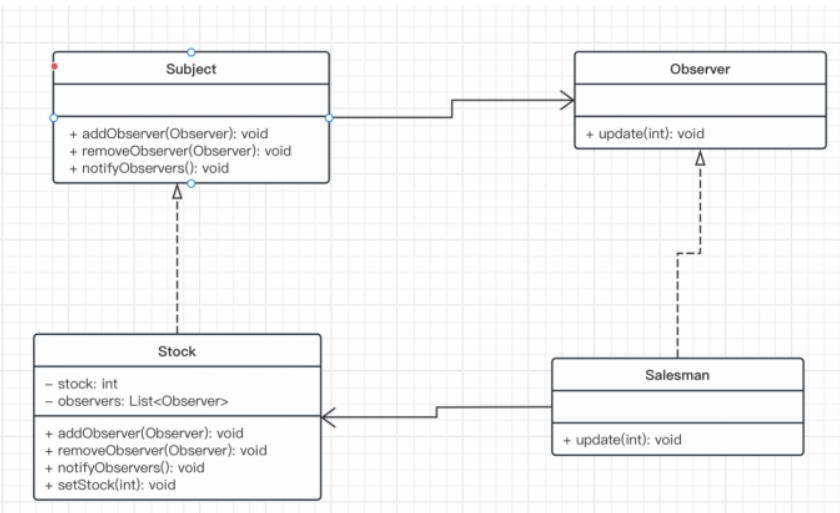 Subject
+ addObserver(Observer): void
+ removeObserver(Observer): void
+ notifyObservers(): void
Observer
+ update(int): void
Stock
– stock: int
– observers: List<Observer>
+ addObserver(Observer): void
+ removeObserver(Observer): void
+ notifyObservers(): void
+ setStock(int): void
Salesman
+ update(int): void